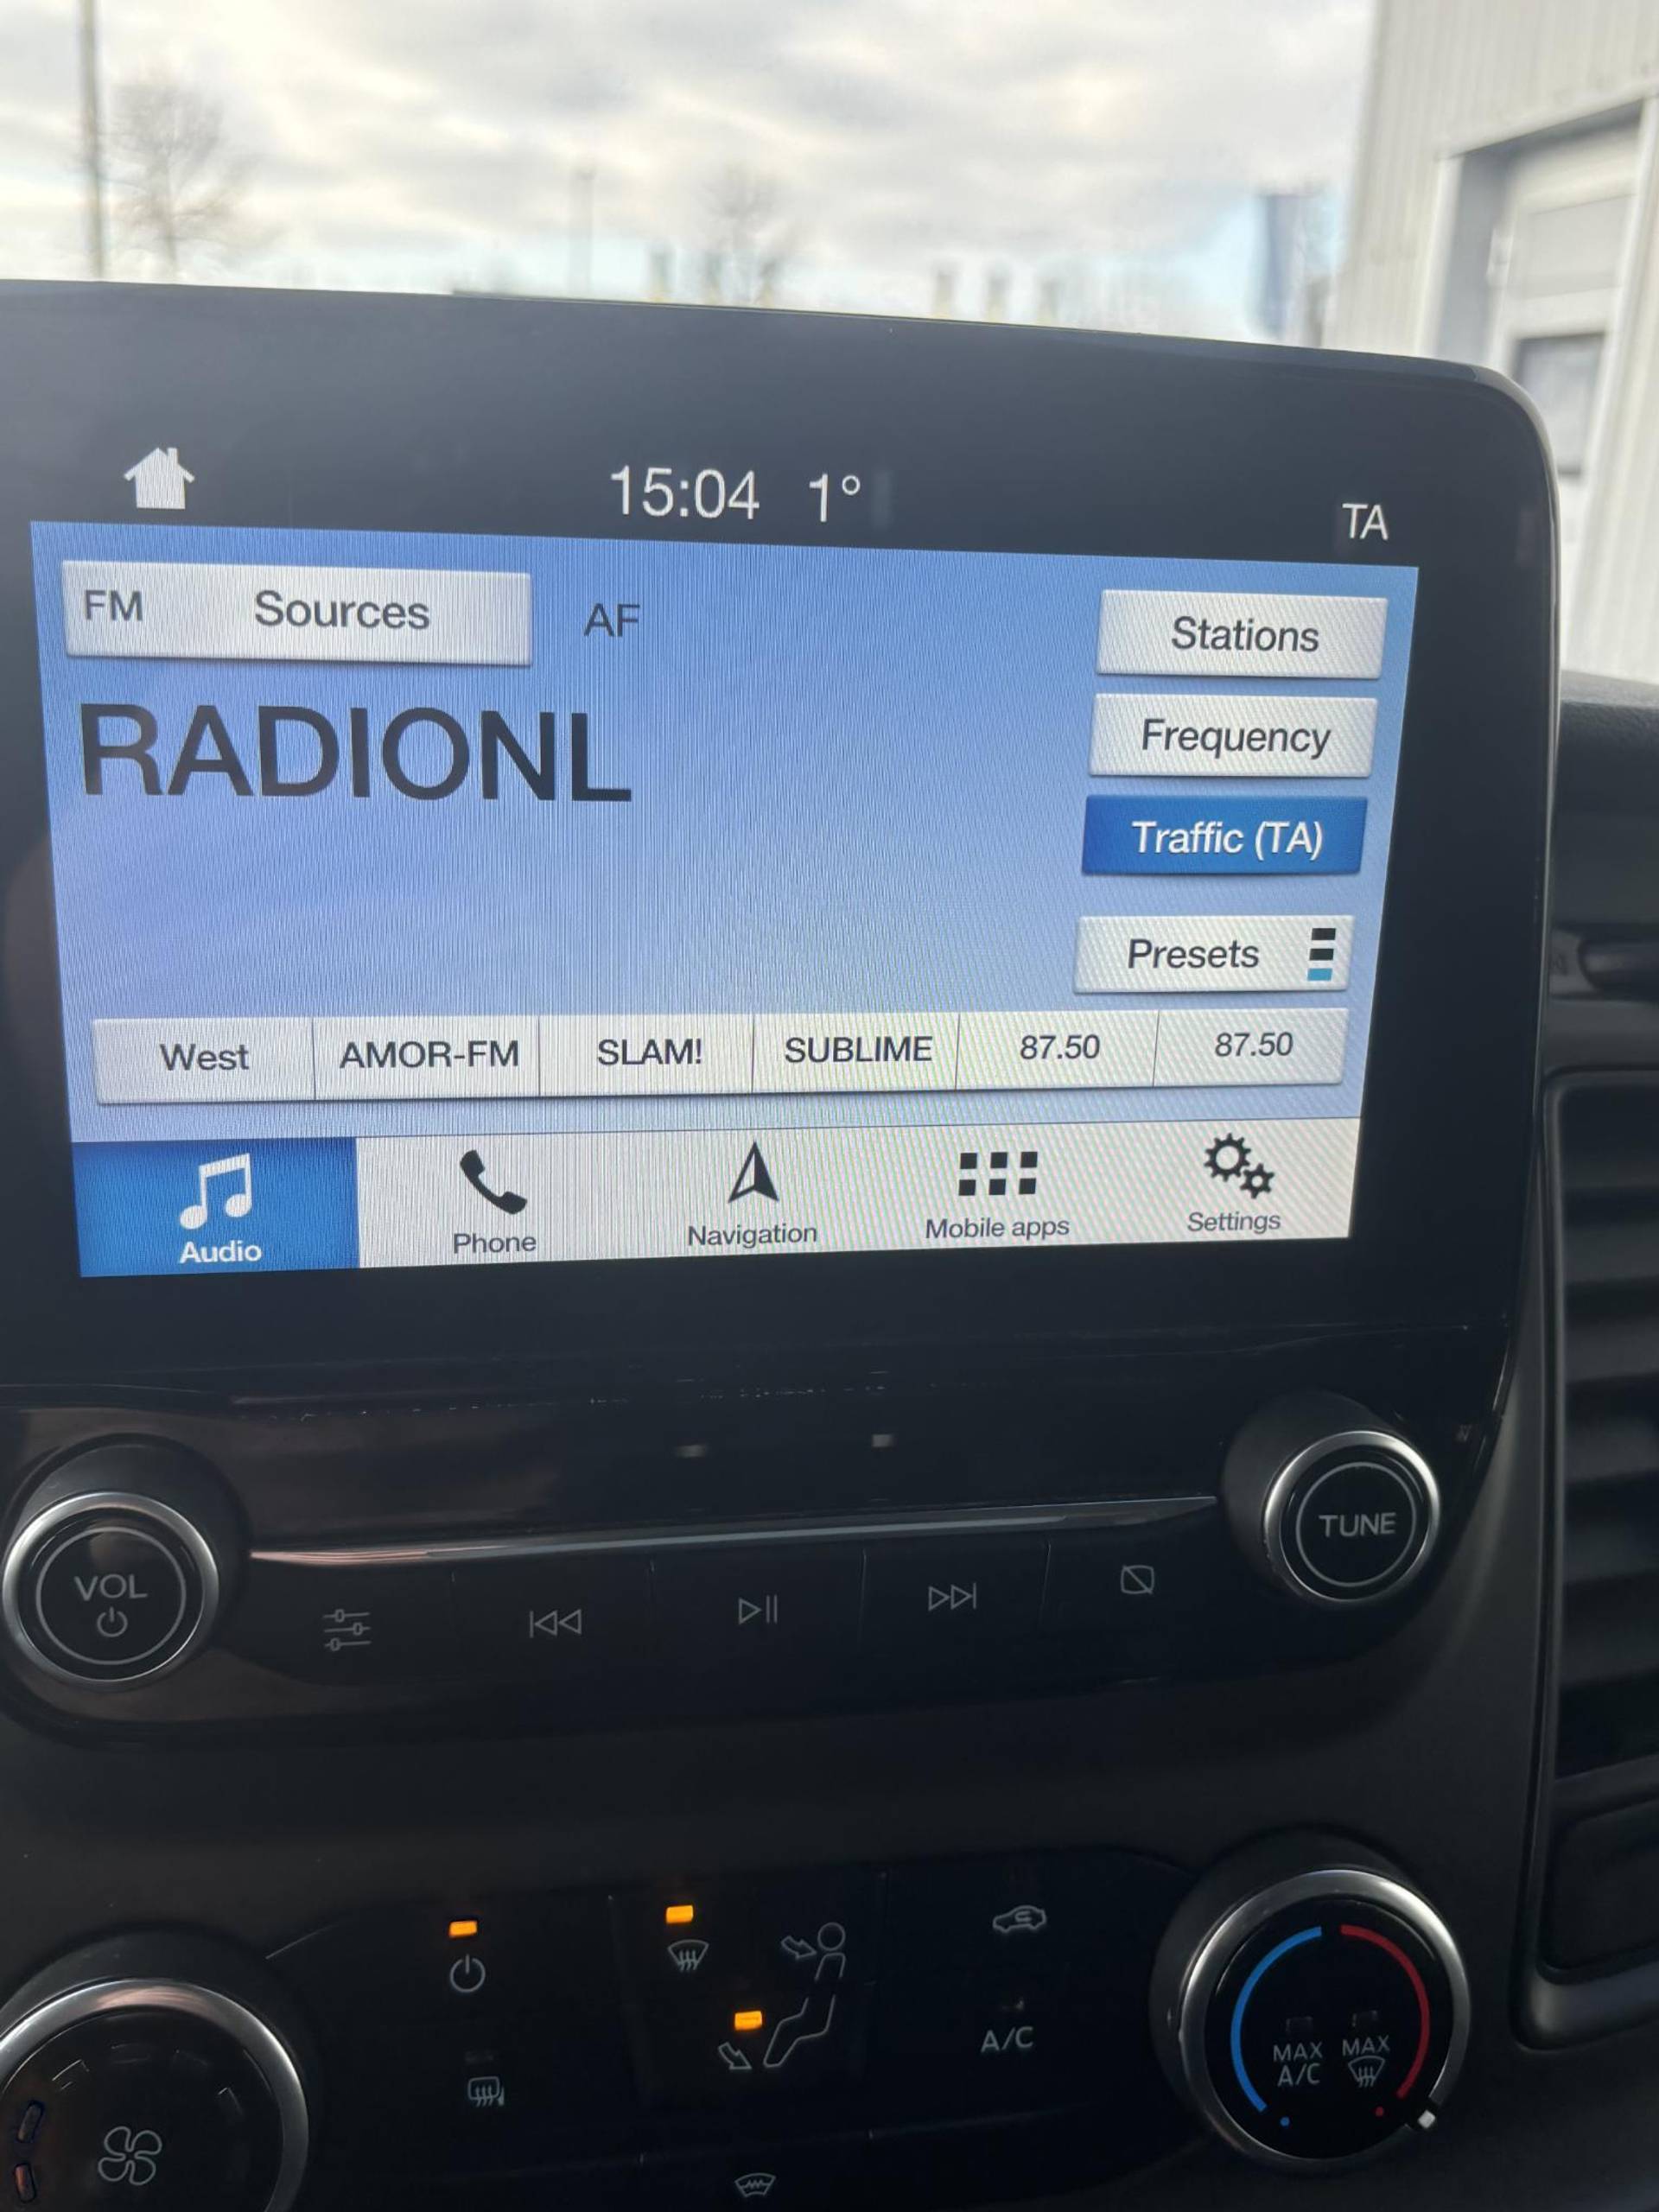 15:04 1°
TA
FM Sources AF
Stations
RADIONL
Frequency
Traffic (TA)
Presets
West AMOR-FM SLAM! SUBLIME 87.50 87.50
Audio Phone Navigation Mobile apps Settings
TUNE
VOL
A/C
MAX A/C
MAX